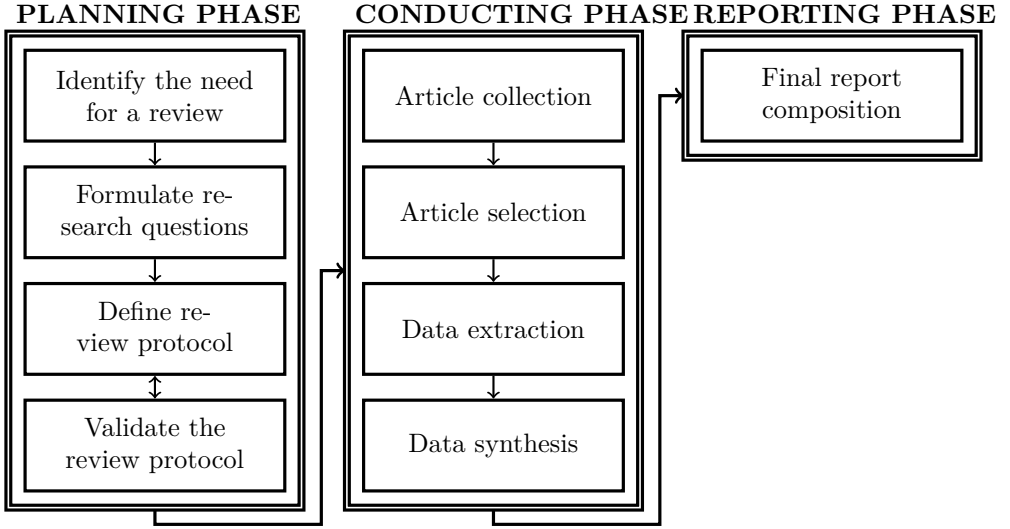 PLANNING PHASE
Identify the need
for a review
Formulate re-
search questions
Define re-
view protocol
Validate the
review protocol
CONDUCTING PHASE
Article collection
Article selection
Data extraction
Data synthesis
REPORTING PHASE
Final report
composition